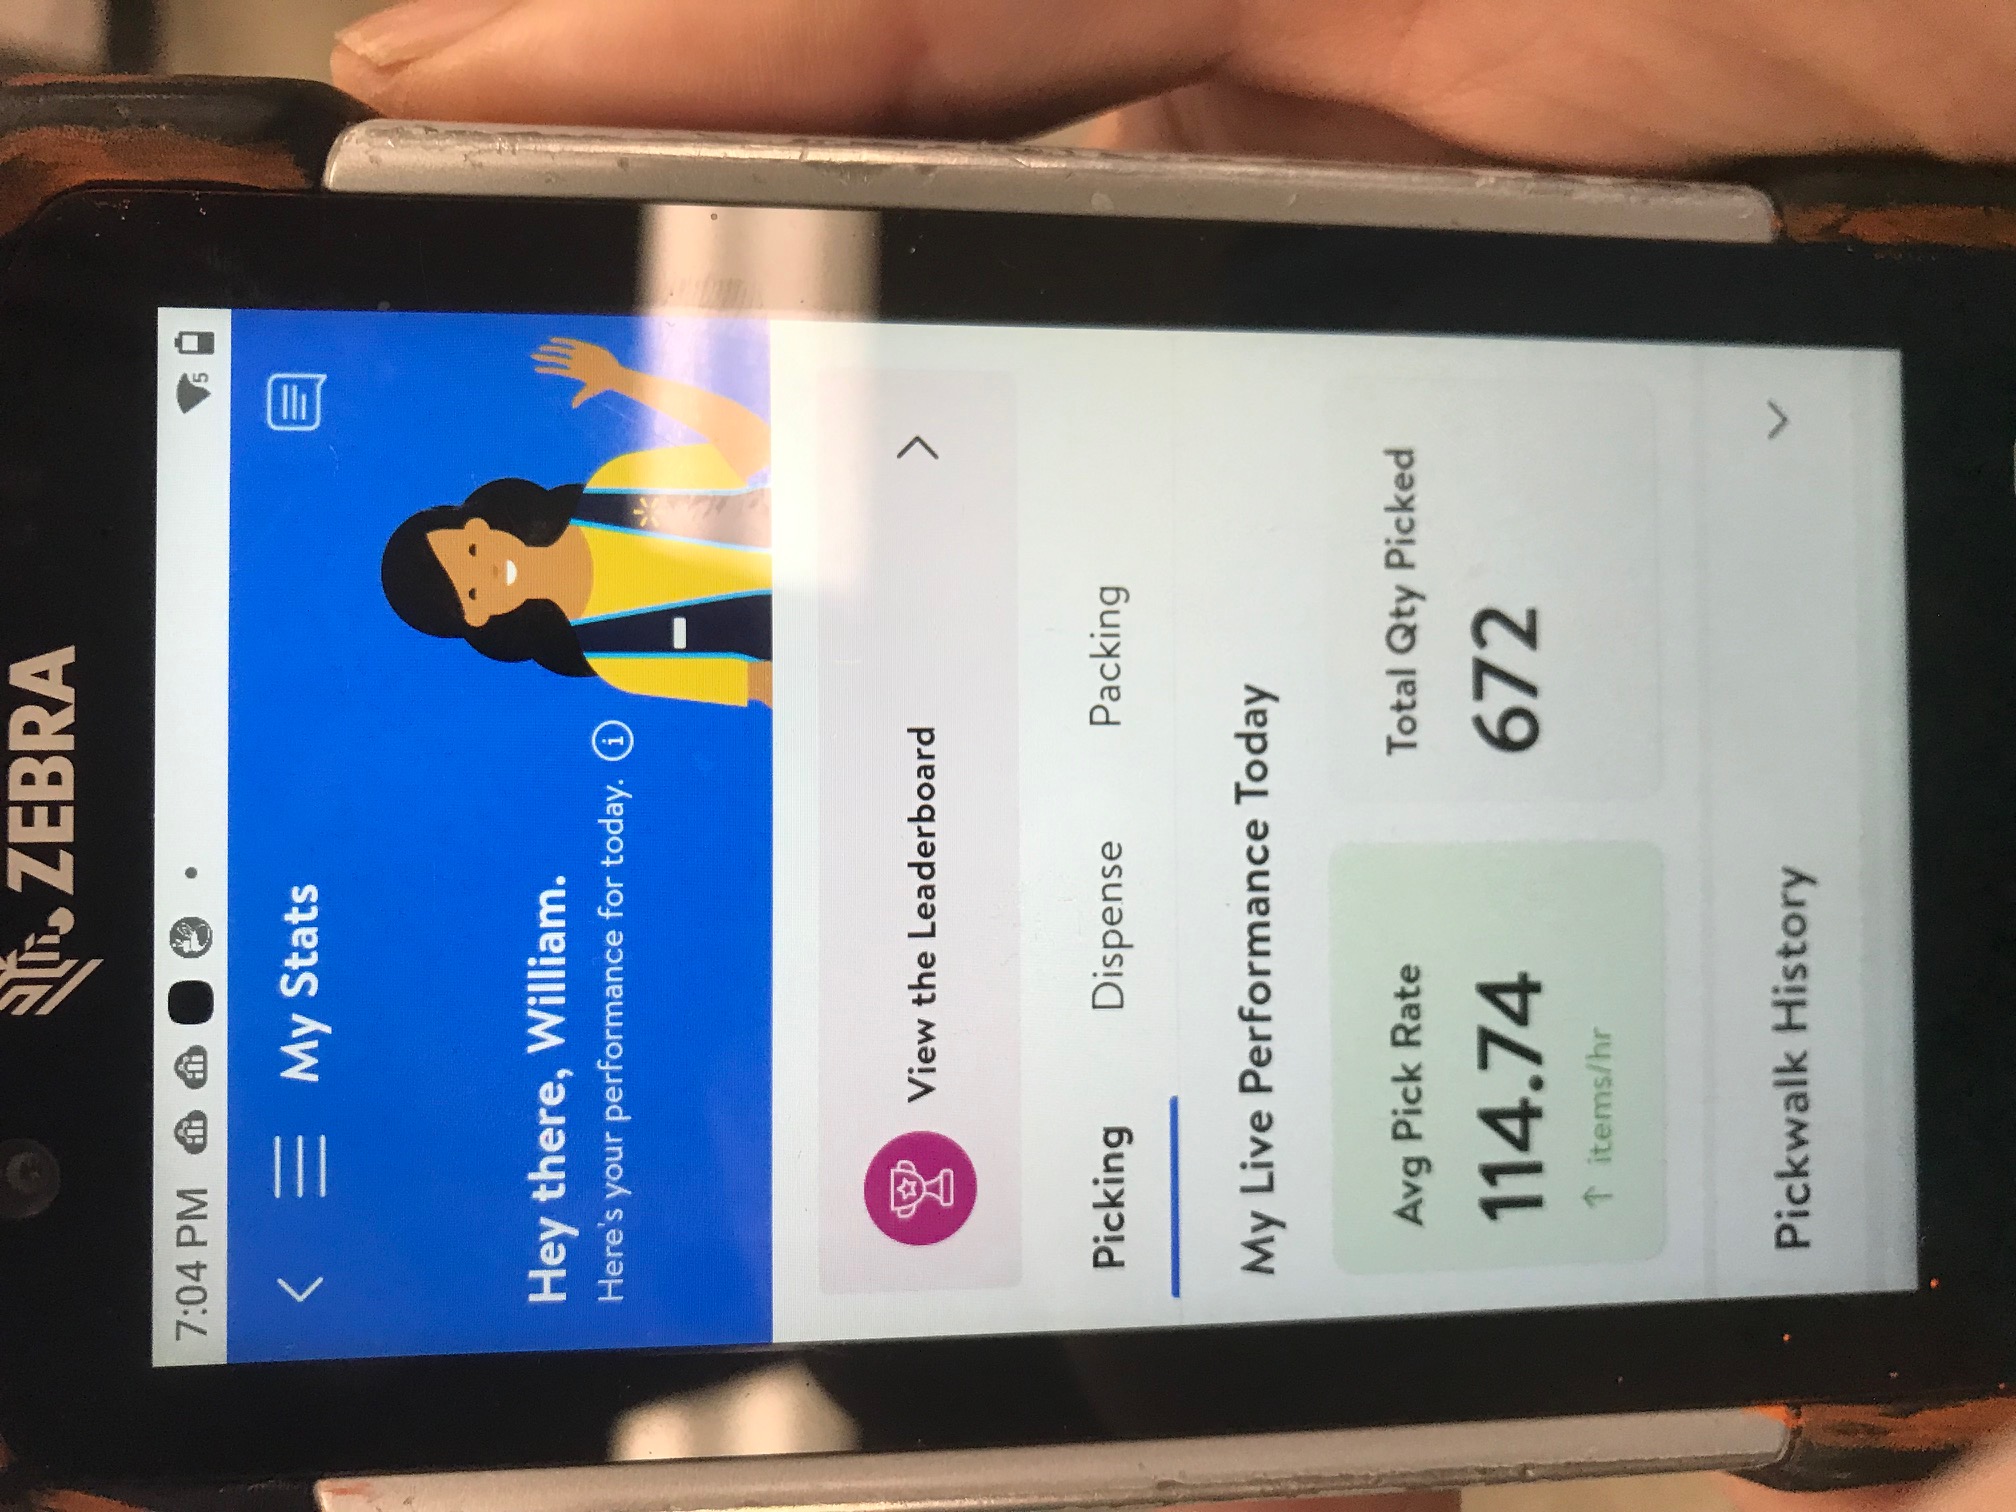 ZEBRA
7:04 PM
5
My Stats
Hey there, William.
Here's your performance for today.
View the Leaderboard
Picking Dispense Packing
My Live Performance Today
Avg Pick Rate Total Qty Picked
114.74 672
↑ items/hr
Pickwalk History